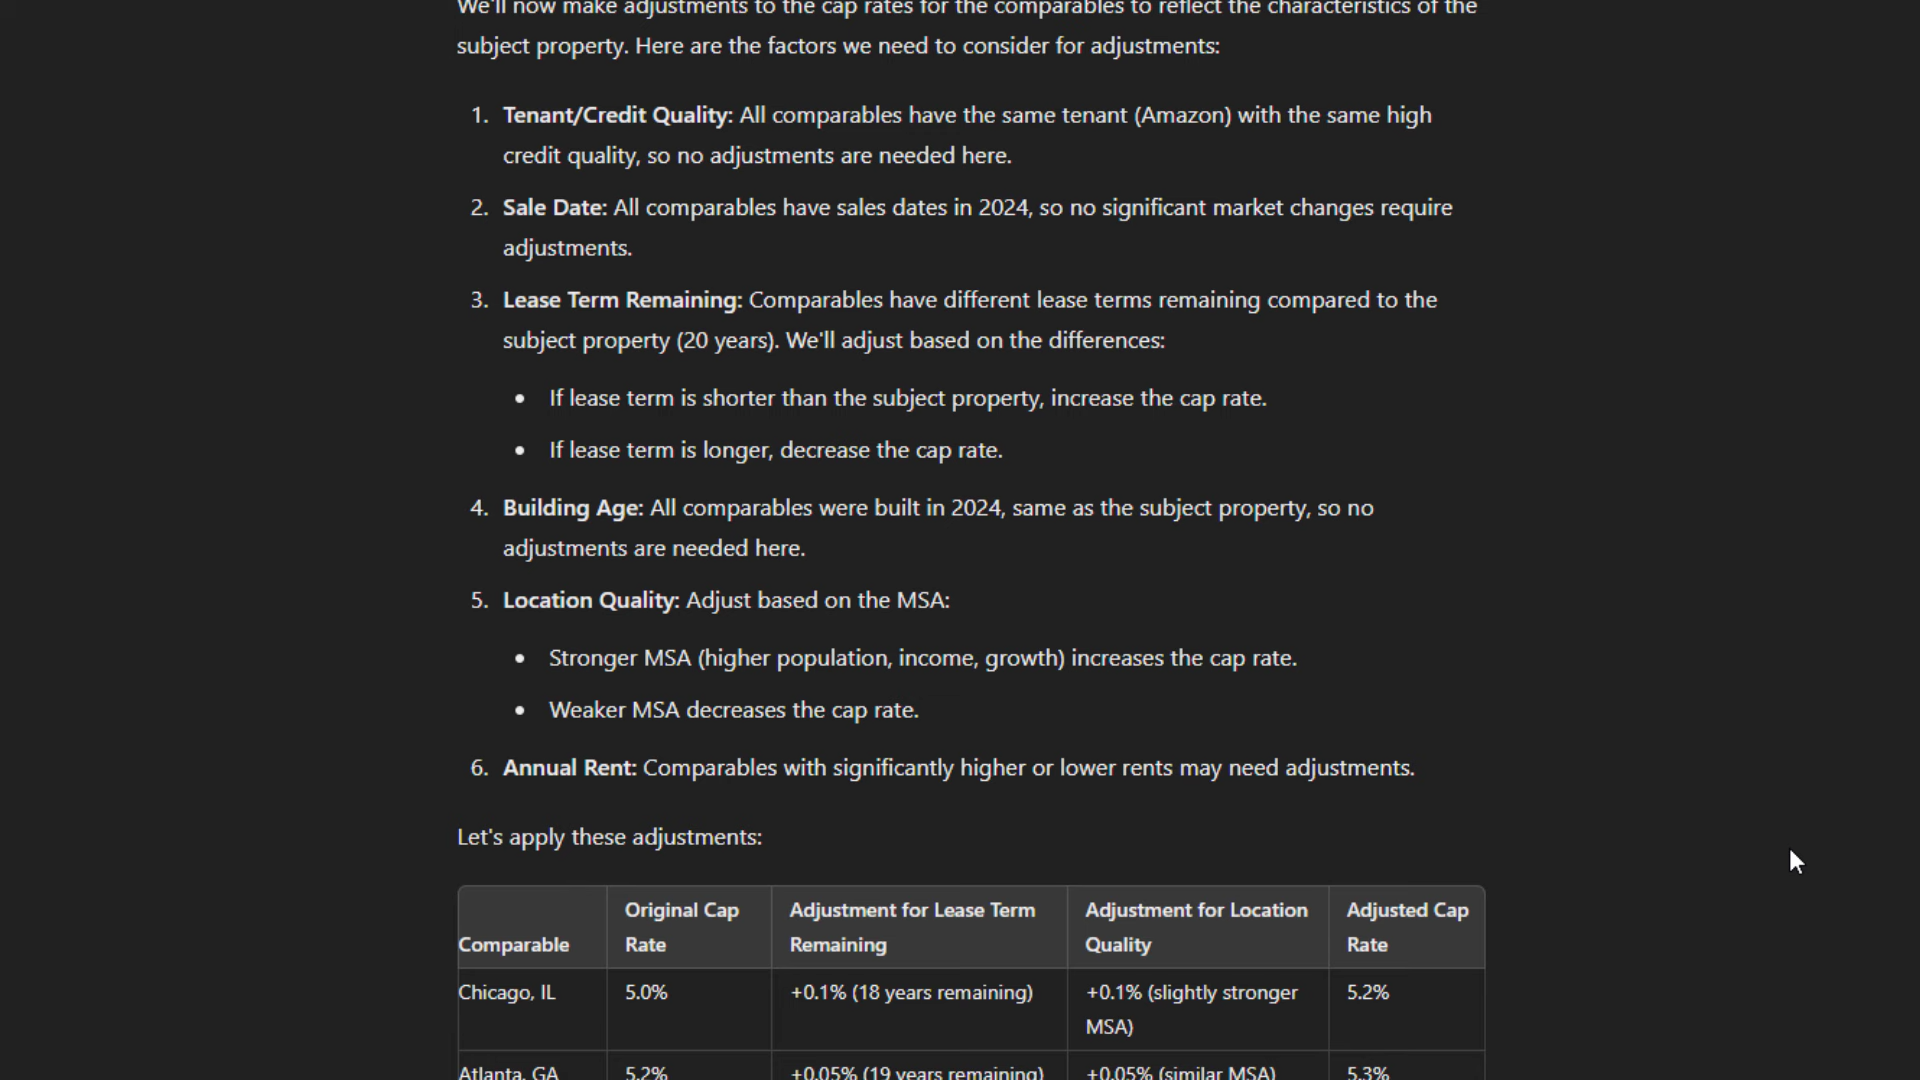 We'll now make adjustments to the cap rates for the comparables to reflect the characteristics of the
subject property. Here are the factors we need to consider for adjustments:
1. Tenant/Credit Quality: All comparables have the same tenant (Amazon) with the same high
credit quality, so no adjustments are needed here.
2. Sale Date: All comparables have sales dates in 2024, so no significant market changes require
adjustments.
3. Lease Term Remaining: Comparables have different lease terms remaining compared to the
subject property (20 years). We'll adjust based on the differences:
• If lease term is shorter than the subject property, increase the cap rate.
• If lease term is longer, decrease the cap rate.
4. Building Age: All comparables were built in 2024, same as the subject property, so no
adjustments are needed here.
5. Location Quality: Adjust based on the MSA:
• Stronger MSA (higher population, income, growth) increases the cap rate.
• Weaker MSA decreases the cap rate.
6. Annual Rent: Comparables with significantly higher or lower rents may need adjustments.
Let's apply these adjustments:
Original Cap Adjustment for Lease Term Adjustment for Location Adjusted Cap
Comparable Rate Remaining Quality Rate
Chicago, IL 5.0% +0.1% (18 years remaining) +0.1% (slightly stronger 5.2%
MSA)
Atlanta, GA 5.2% +0.05% (19 years remaining) +0.05% (similar MSA) 5.3%